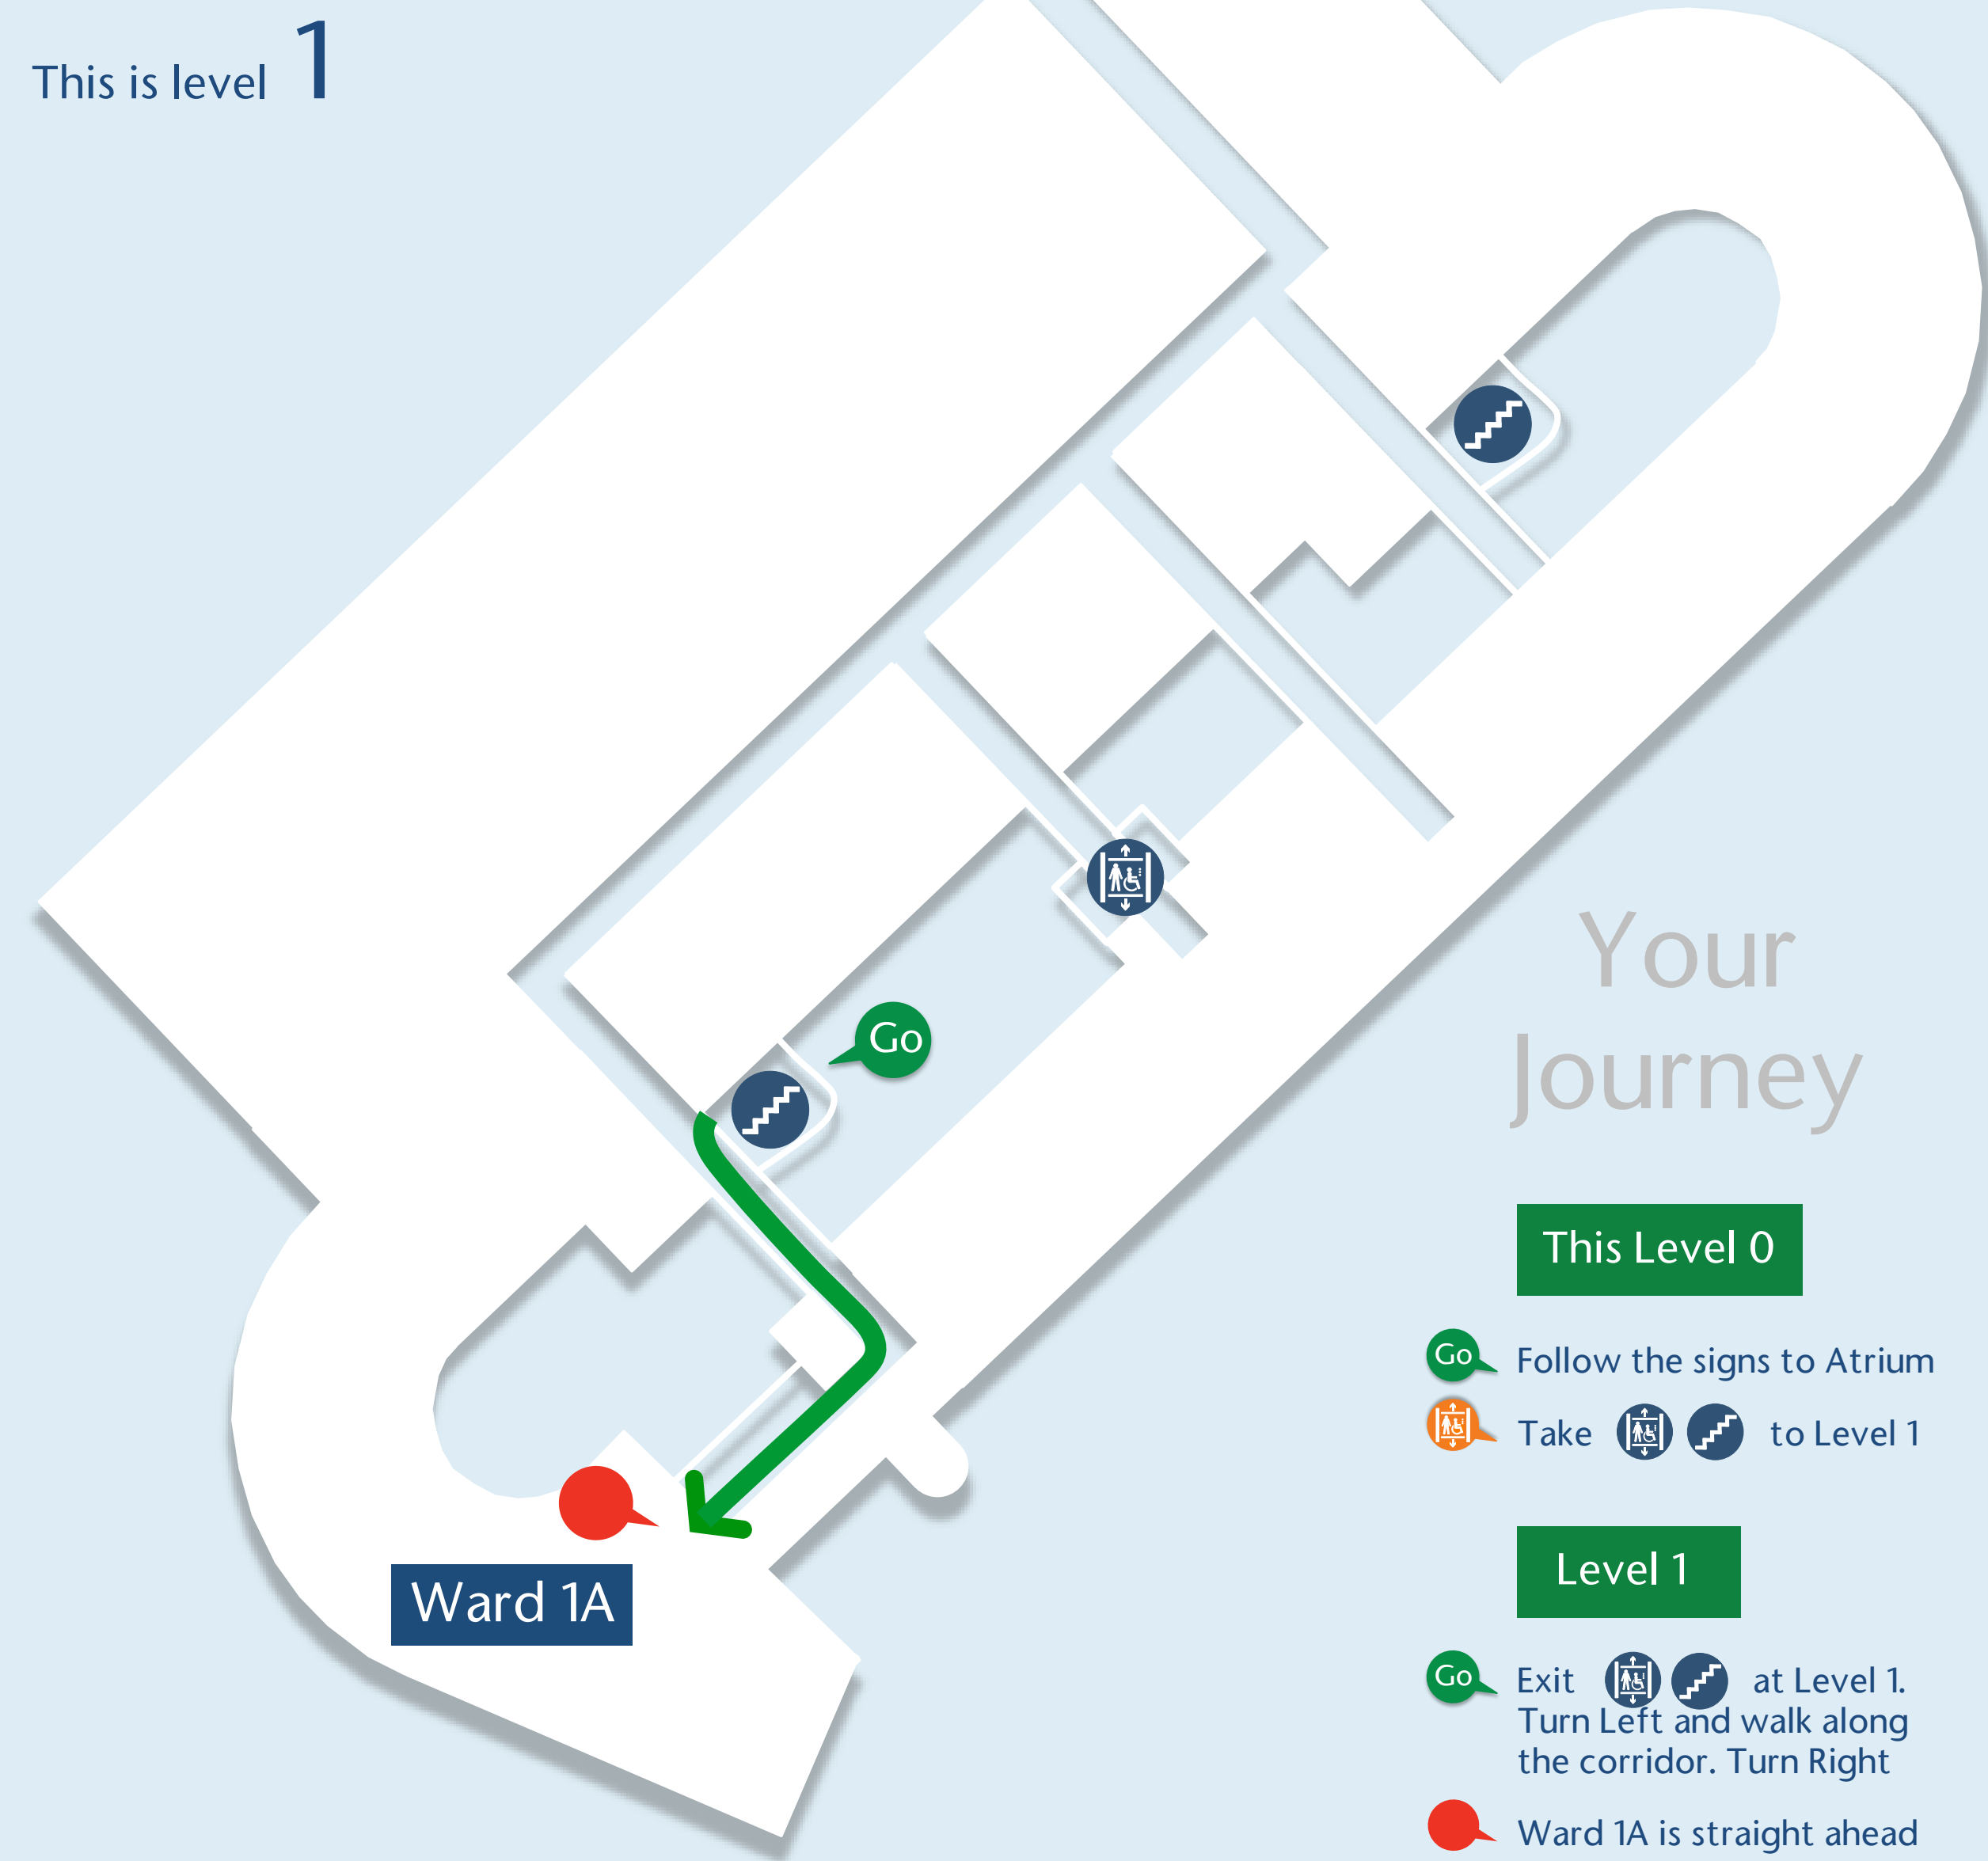 This is level 1
Go
Ward 1A
Your
Journey
This Level 0
Go Follow the signs to Atrium
Take to Level 1
Level 1
Go Exit at Level 1.
Turn Left and walk along
the corridor. Turn Right
Ward 1A is straight ahead